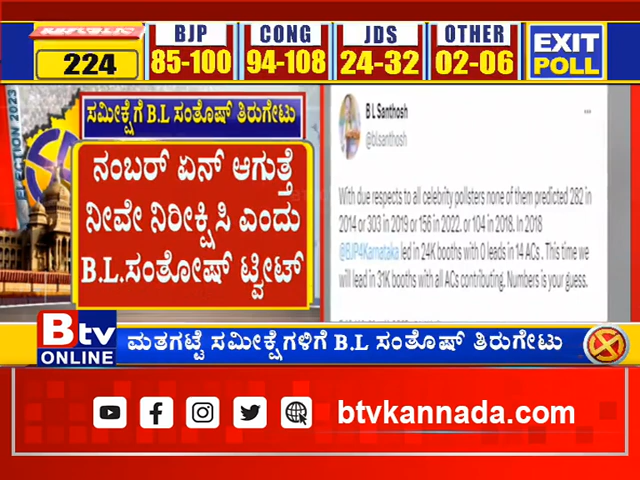 REPUBLIC
224
BJP
85-100
CONG
94-108
JDS
24-32
OTHER
02-06
EXIT
POLL
ELECTION 2023
ಸಮೀಕ್ಷೆಗೆ B.L ಸಂತೊಷ್ ತಿರುಗೇಟು
ನಂಬರ್ ಏನ್ ಆಗುತ್ತೆ
ನೀವೇ ನಿರೀಕ್ಷಿಸಿ ಎಂದು
B.L.ಸಂತೋಷ್ ಟ್ವೀಟ್
B L Santhosh
@blsanthosh
With due respects to all celebrity pollsters none of them predicted 282 in
2014 or 303 in 2019 or 156 in 2022. or 104 in 2018. In 2018
@BJP4Karnataka led in 24K booths with 0 leads in 14 ACs . This time we
will lead in 31K booths with all ACs contributing. Numbers is your guess.
Btv
ONLINE
ಮತಗಟ್ಟೆ ಸಮೀಕ್ಷೆಗಳಿಗೆ B.L ಸಂತೊಷ್ ತಿರುಗೇಟು
btvkannada.com